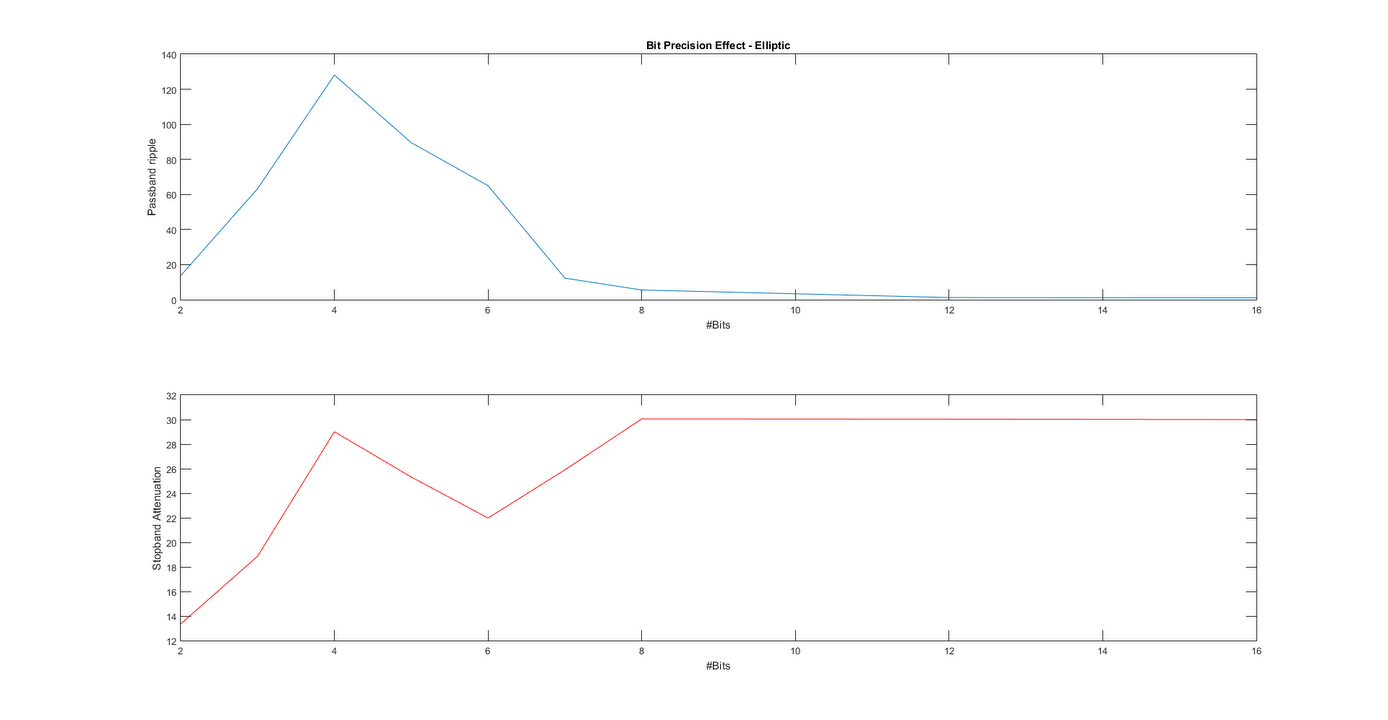 Bit Precision Effect - Elliptic
140
120
100
80
60
40
20
0
Passband ripple
2 4 6 8 10 12 14 16
#Bits
32
30
28
26
24
22
20
18
16
14
12
Stopband Attenuation
2 4 6 8 10 12 14 16
#Bits